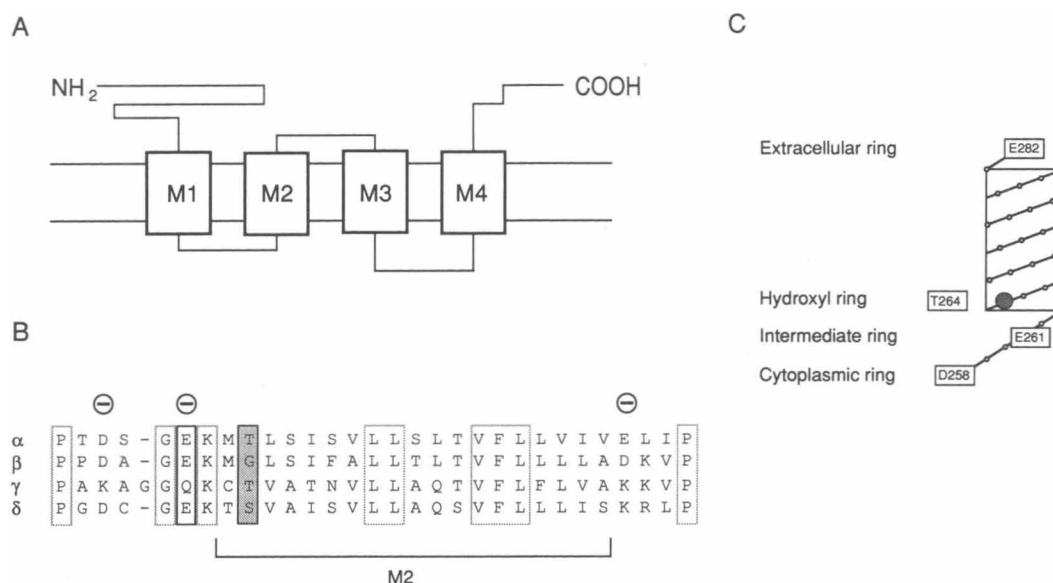 A
NH2 COOH
M1 M2 M3 M4
B
⊖ ⊖ ⊖
α P T D S - G E K M T L S I S V L L S L T V F L L V I V E L I P
β P P D A - G E K M G L S I F A L L T L T V F L L L L A D K V P
γ P A K A G G Q K C T V A T N V L L A Q T V F L F L V A K K V P
δ P G D C - G E K T S V A I S V L L A Q S V F L L L I S K R L P
M2
C
Extracellular ring E282
Hydroxyl ring T264
Intermediate ring E261
Cytoplasmic ring D258